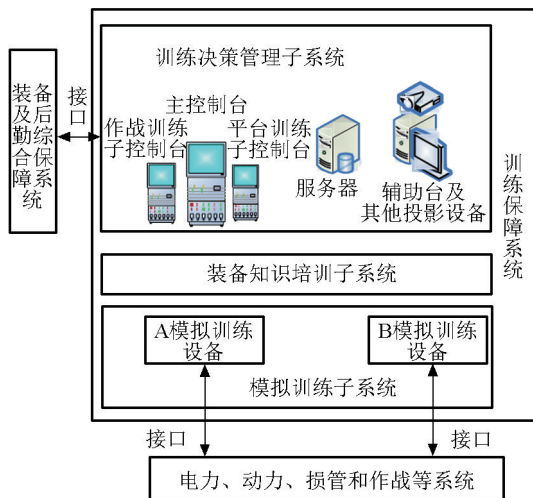 训练决策管理子系统
装备
及后
勤综
合保
障系
统
接
口
主控制台
作战训练
子控制台
平台训练
子控制台
服务器
辅助台及
其他投影设备
训
练
保
障
系
统
装备知识培训子系统
A模拟训练
设备
B模拟训练
设备
模拟训练子系统
接口
接口
电力、动力、损管和作战等系统